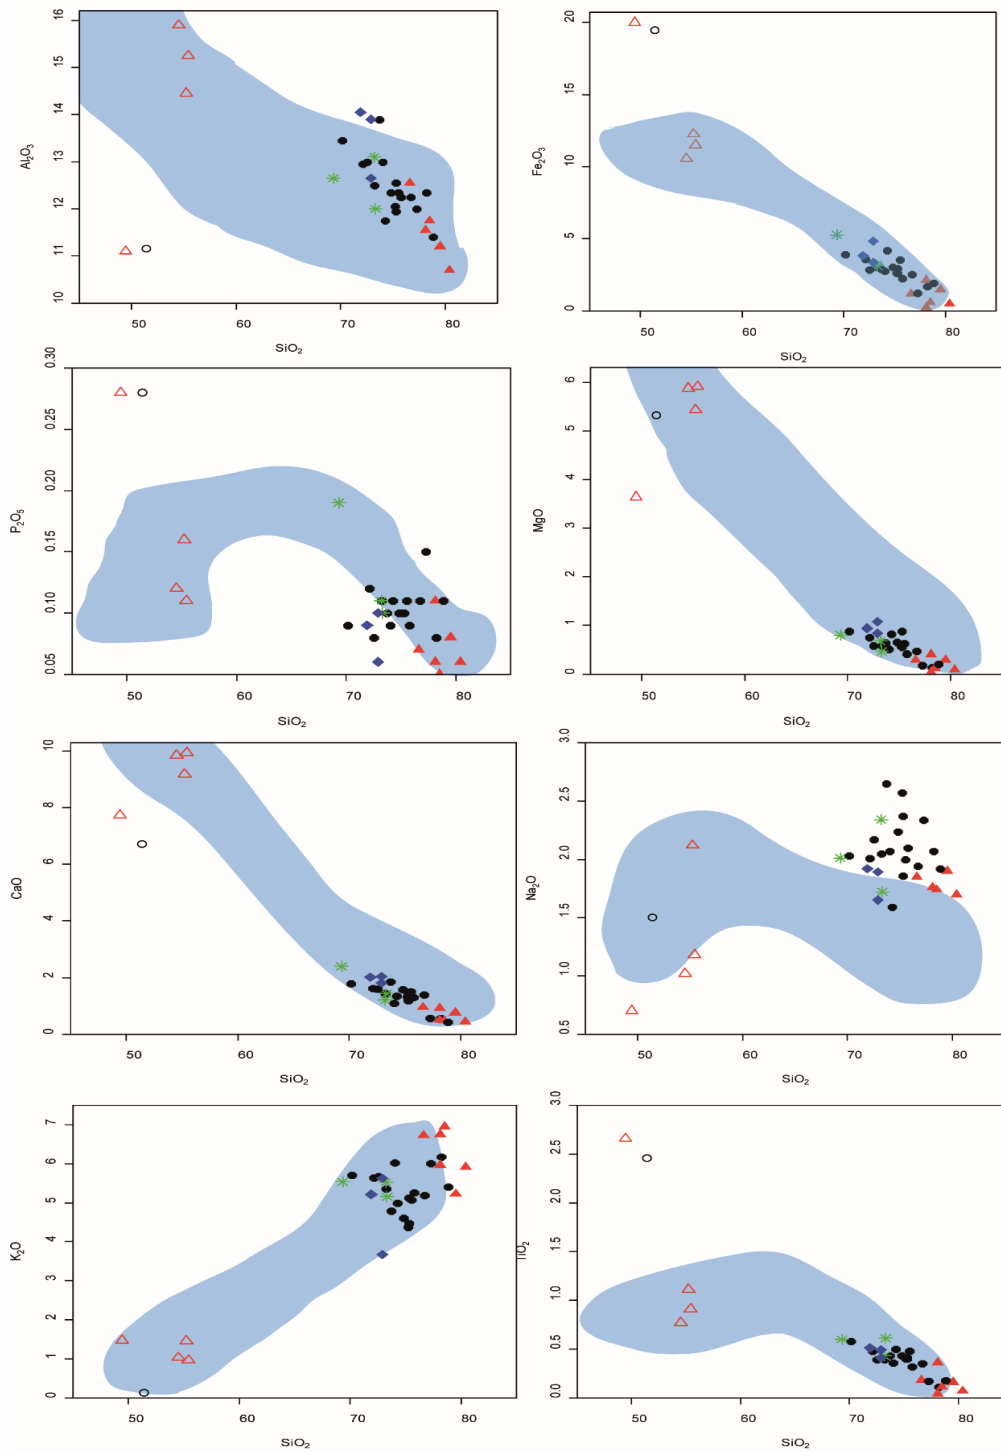 Al₂O₃
10 11 12 13 14 15 16
50 60 70 80
SiO₂
Fe₂O₃
0 5 10 15 20
50 60 70 80
SiO₂
P₂O₅
0.05 0.10 0.15 0.20 0.25 0.30
50 60 70 80
SiO₂
MgO
0 1 2 3 4 5 6
50 60 70 80
SiO₂
CaO
0 2 4 6 8 10
50 60 70 80
SiO₂
Na₂O
0.5 1.0 1.5 2.0 2.5 3.0
50 60 70 80
SiO₂
K₂O
0 1 2 3 4 5 6 7
50 60 70 80
SiO₂
TiO₂
0.0 0.5 1.0 1.5 2.0 2.5 3.0
50 60 70 80
SiO₂